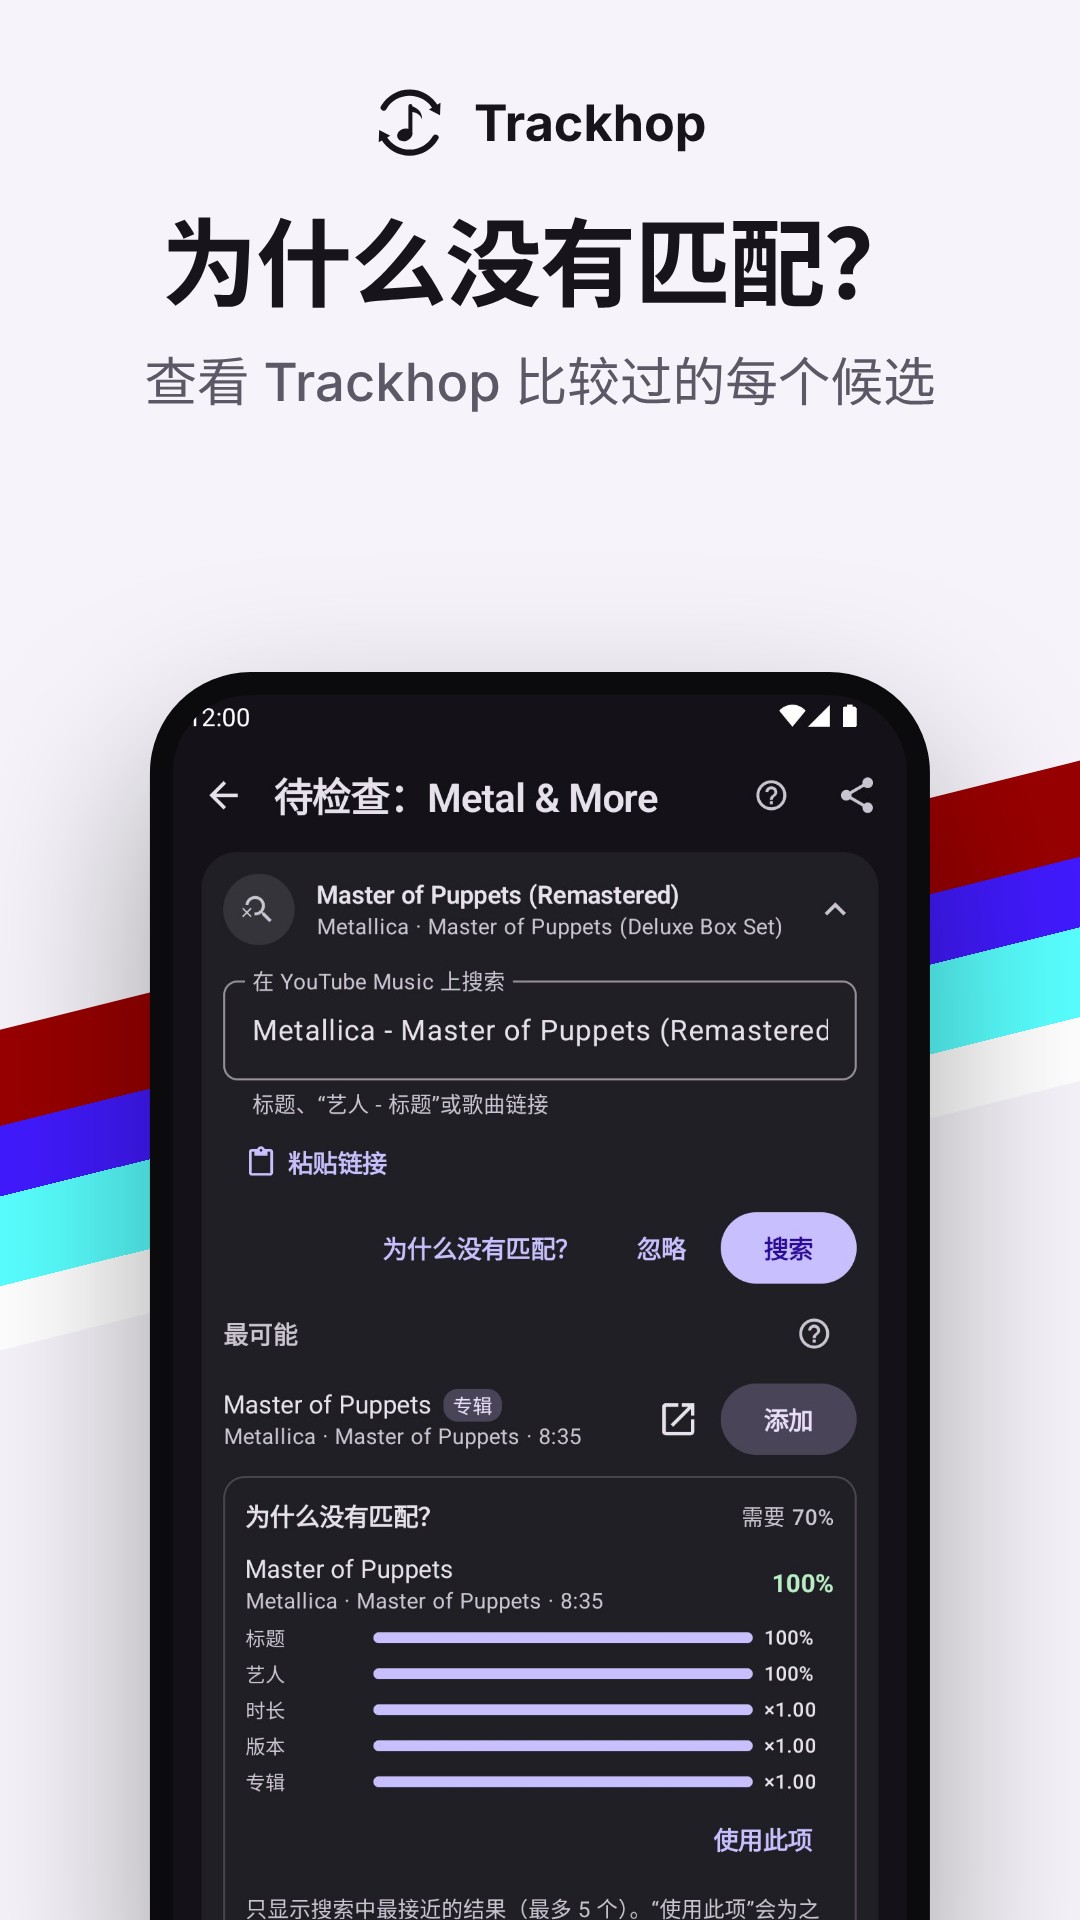 Trackhop
为什么没有匹配？
查看 Trackhop 比较过的每个候选
12:00
待检查：Metal & More
Master of Puppets (Remastered)
Metallica · Master of Puppets (Deluxe Box Set)
在 YouTube Music 上搜索
Metallica - Master of Puppets (Remastered
标题、“艺人 - 标题”或歌曲链接
粘贴链接
为什么没有匹配？ 忽略 搜索
最可能
Master of Puppets 专辑
Metallica · Master of Puppets · 8:35
添加
为什么没有匹配？ 需要 70%
Master of Puppets
Metallica · Master of Puppets · 8:35
100%
标题 100%
艺人 100%
时长 ×1.00
版本 ×1.00
专辑 ×1.00
使用此项
只显示搜索中最接近的结果（最多 5 个）。“使用此项”会为之